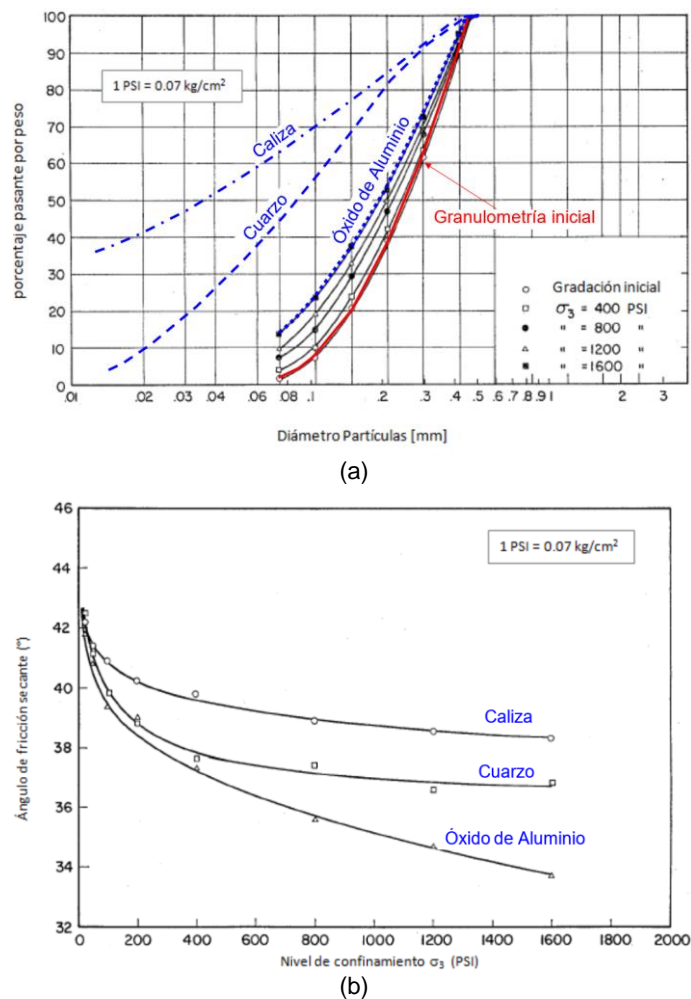 100
90
80
70
60
50
40
30
20
10
0
porcentaje pasante por peso
1 PSI = 0.07 kg/cm²
Caliza
Cuarzo
Óxido de Aluminio
Granulometría inicial
Gradación inicial
σ₃ = 400 PSI
" = 800 "
" =1200 "
" =1600 "
.01 .02 .03 .04 .06 .08 .1 .2 .3 .4 .5 .6 .7 .8 .9 1 2 3
Diámetro Partículas [mm]
(a)
46
44
42
40
38
36
34
32
Ángulo de fricción secante (°)
1 PSI = 0.07 kg/cm²
Caliza
Cuarzo
Óxido de Aluminio
0 200 400 600 800 1000 1200 1400 1600 1800 2000
Nivel de confinamiento σ₃ (PSI)
(b)